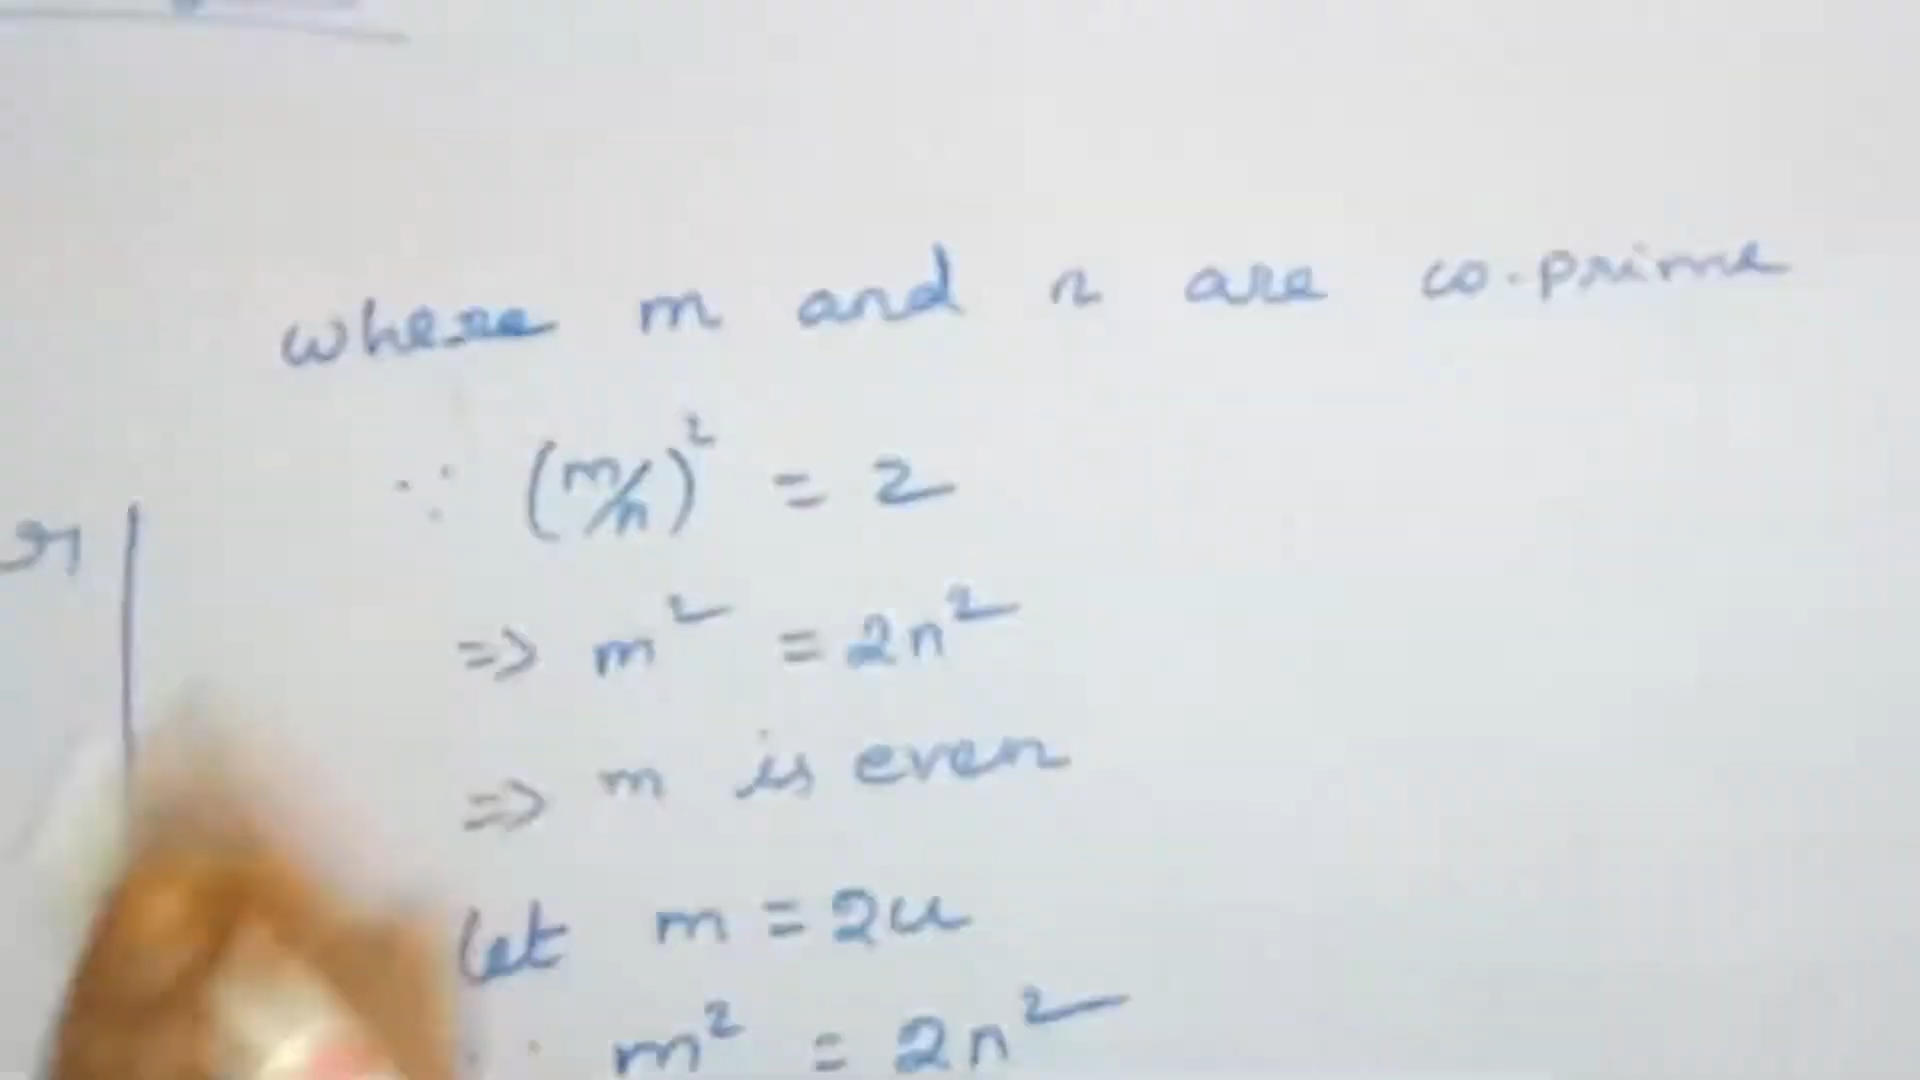 where m and n are co-prime
∵ (m/n)² = 2
=> m² = 2n²
=> m is even
let m = 2u
m² = 2n²